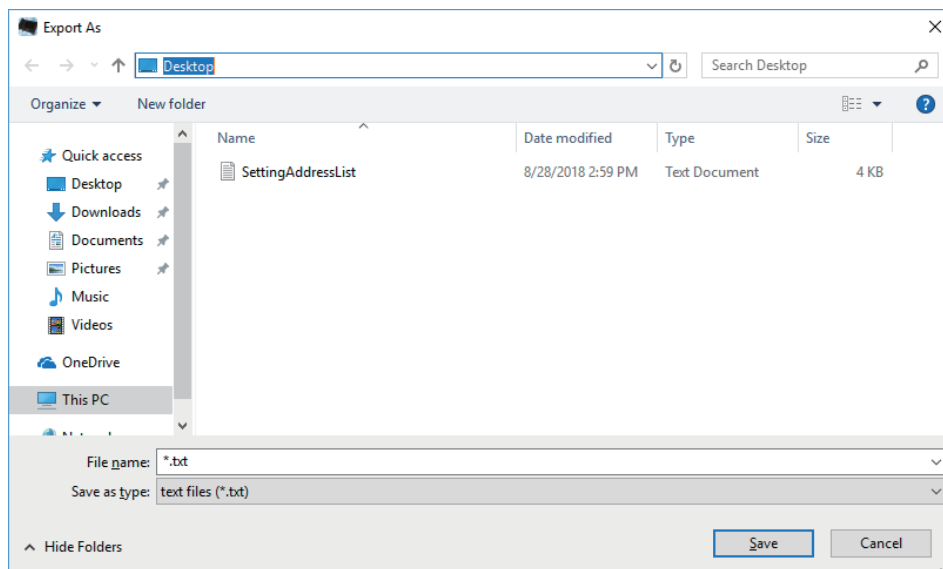 Export As
Desktop
Search Desktop
Organize
New folder
Name
Date modified
Type
Size
Quick access
Desktop
Downloads
Documents
Pictures
Music
Videos
OneDrive
This PC
SettingAddressList
8/28/2018 2:59 PM
Text Document
4 KB
File name:
*.txt
Save as type:
text files (*.txt)
Hide Folders
Save
Cancel